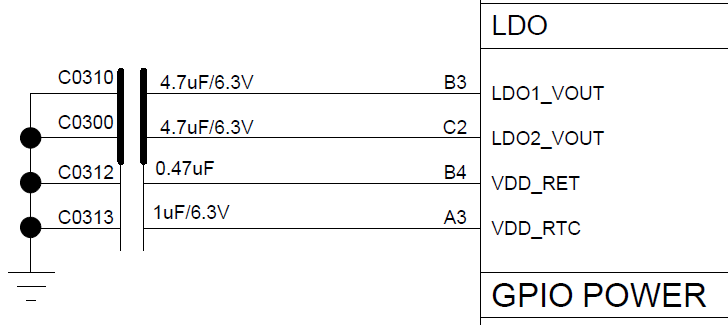 LDO
C0310 4.7uF/6.3V B3 LDO1_VOUT
C0300 4.7uF/6.3V C2 LDO2_VOUT
C0312 0.47uF B4 VDD_RET
C0313 1uF/6.3V A3 VDD_RTC
GPIO POWER